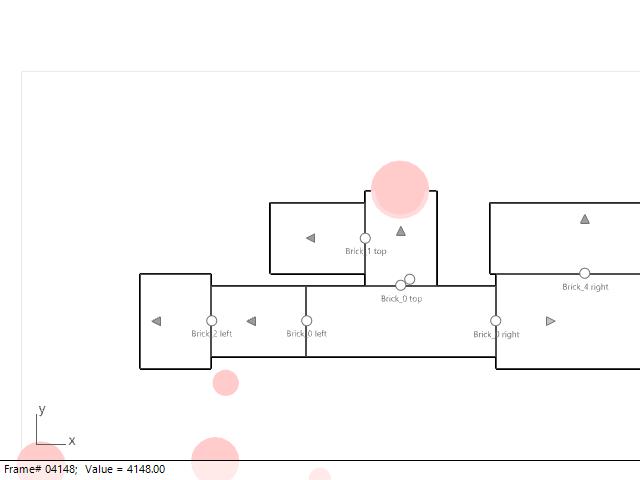 Brick_1 top
Brick_4 right
Brick_0 top
Brick_2 left
Brick_0 left
Brick_0 right
y
x
Frame# 04148; Value = 4148.00